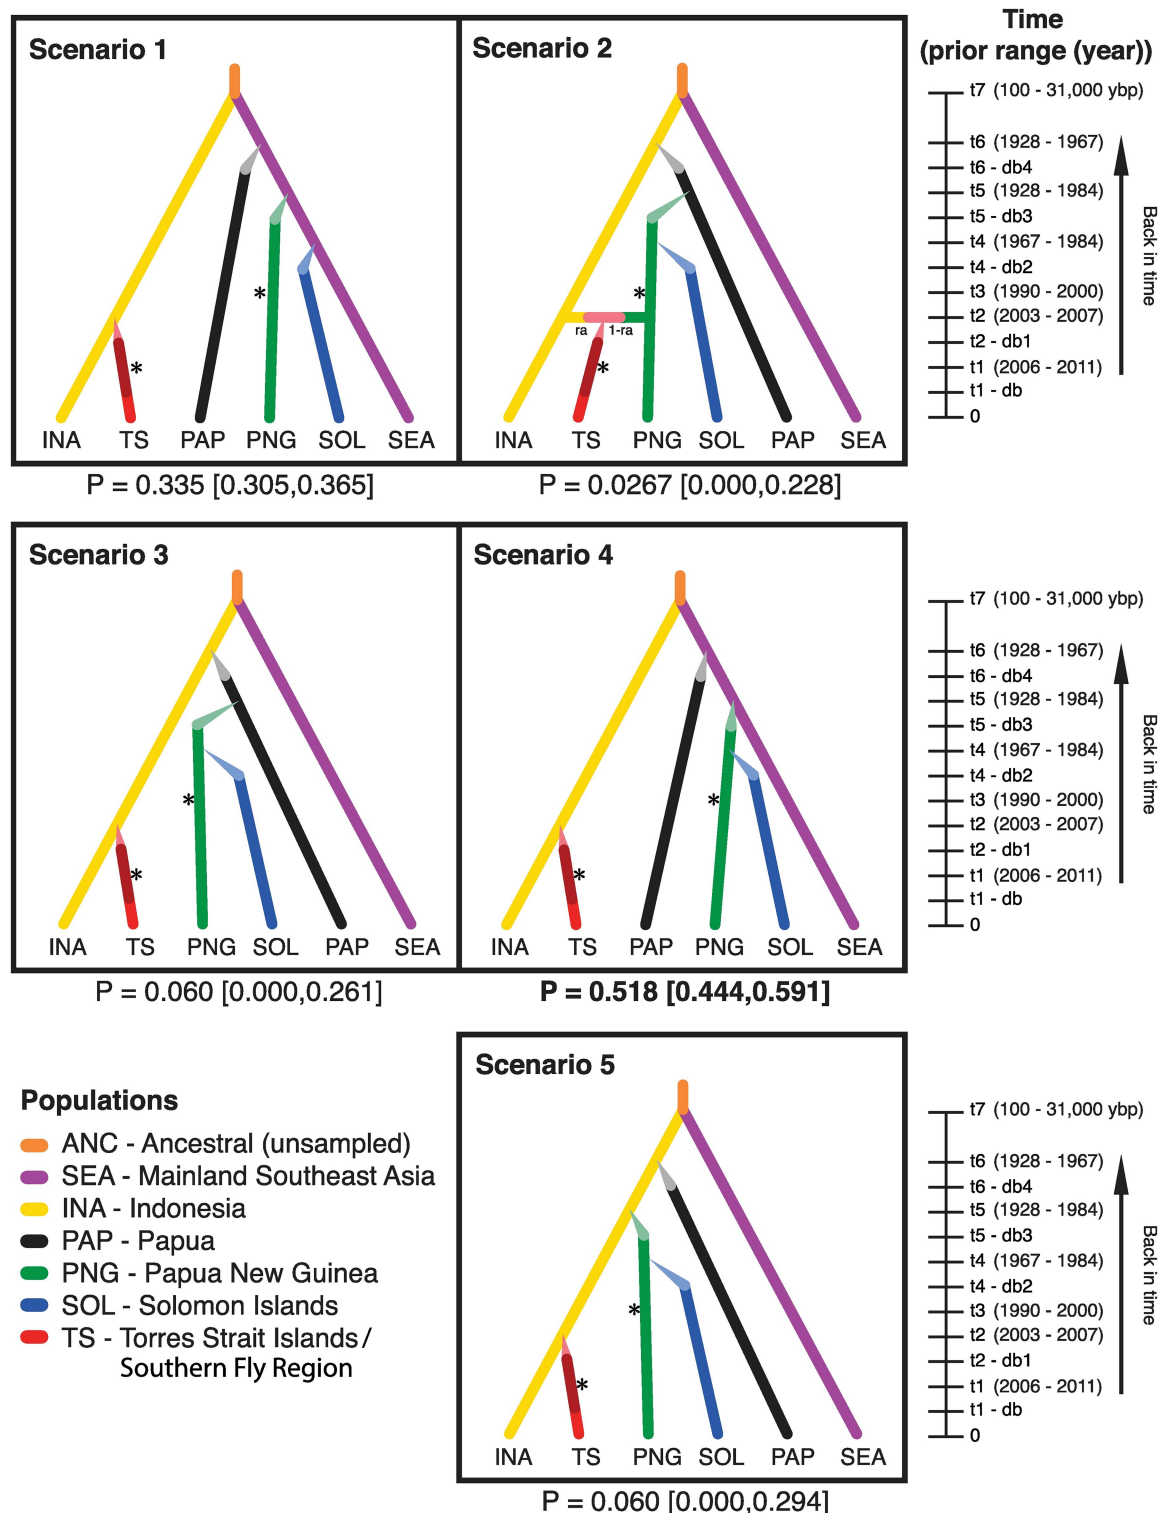 Scenario 1
Scenario 2
Time
(prior range (year))
t7 (100 - 31,000 ybp)
t6 (1928 - 1967)
t6 - db4
t5 (1928 - 1984)
t5 - db3
t4 (1967 - 1984)
t4 - db2
t3 (1990 - 2000)
t2 (2003 - 2007)
t2 - db1
t1 (2006 - 2011)
t1 - db
0
Back in time
*
*
*
*
ra 1-ra
INA TS PAP PNG SOL SEA
INA TS PNG SOL PAP SEA
P = 0.335 [0.305,0.365]
P = 0.0267 [0.000,0.228]
Scenario 3
Scenario 4
t7 (100 - 31,000 ybp)
t6 (1928 - 1967)
t6 - db4
t5 (1928 - 1984)
t5 - db3
t4 (1967 - 1984)
t4 - db2
t3 (1990 - 2000)
t2 (2003 - 2007)
t2 - db1
t1 (2006 - 2011)
t1 - db
0
Back in time
*
*
*
*
INA TS PNG SOL PAP SEA
INA TS PAP PNG SOL SEA
P = 0.060 [0.000,0.261]
P = 0.518 [0.444,0.591]
Populations
ANC - Ancestral (unsampled)
SEA - Mainland Southeast Asia
INA - Indonesia
PAP - Papua
PNG - Papua New Guinea
SOL - Solomon Islands
TS - Torres Strait Islands/
Southern Fly Region
Scenario 5
t7 (100 - 31,000 ybp)
t6 (1928 - 1967)
t6 - db4
t5 (1928 - 1984)
t5 - db3
t4 (1967 - 1984)
t4 - db2
t3 (1990 - 2000)
t2 (2003 - 2007)
t2 - db1
t1 (2006 - 2011)
t1 - db
0
Back in time
*
*
INA TS PNG SOL PAP SEA
P = 0.060 [0.000,0.294]